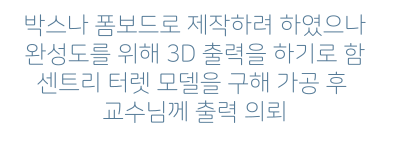 박스나 폼보드로 제작하려 하였으나
완성도를 위해 3D 출력을 하기로 함
센트리 터렛 모델을 구해 가공 후
교수님께 출력 의뢰